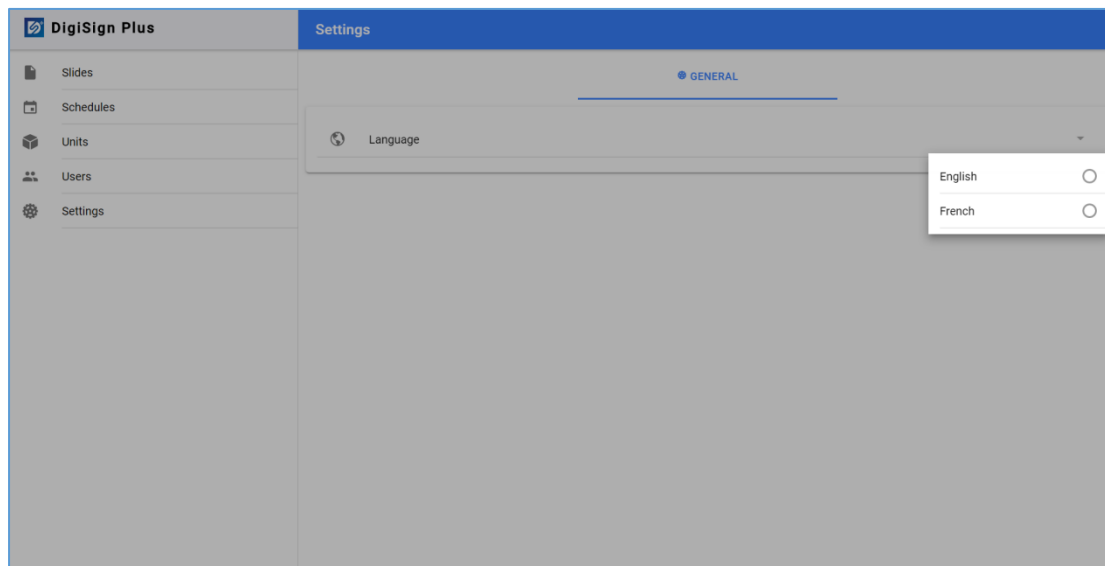 DigiSign Plus
Settings
Slides
Schedules
Units
Users
Settings
GENERAL
Language
English
French